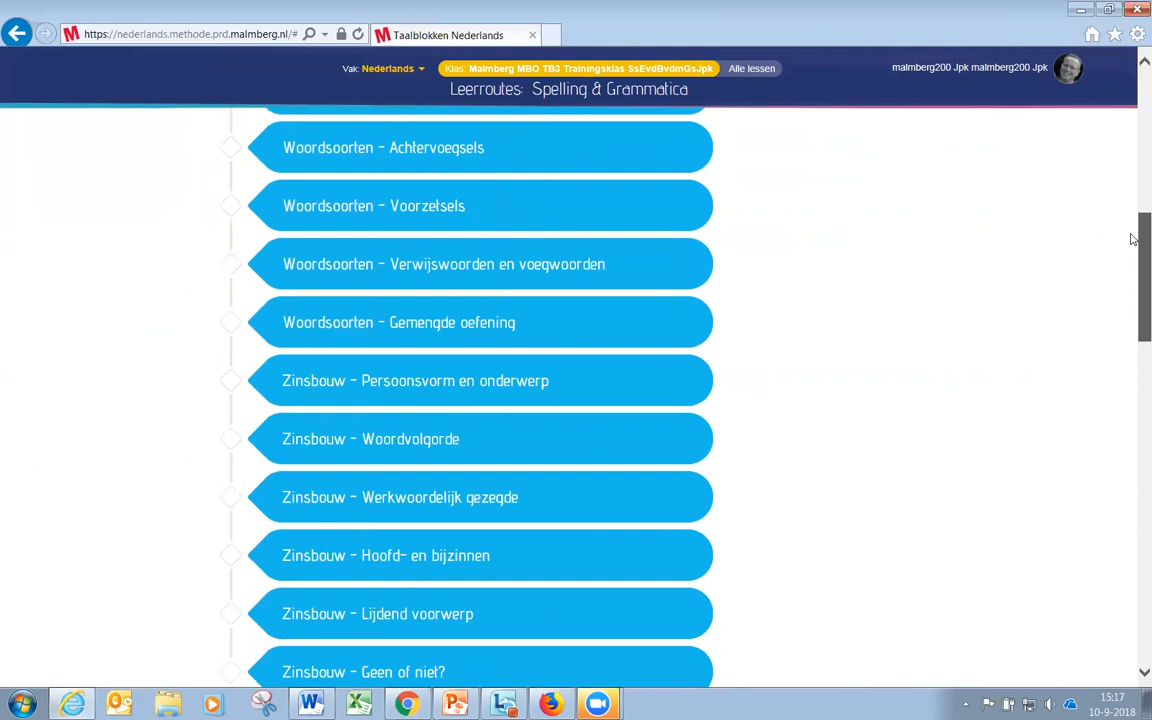 https://nederlands.methode.prd.malmberg.nl/#
Taalblokken Nederlands
Vak: Nederlands
Klas: Malmberg MBO TB3 Trainingsklas SsEvdBvdmGsJpk
Alle lessen
malmberg200 Jpk malmberg200 Jpk
Leerroutes: Spelling & Grammatica
Woordsoorten - Achtervoegsels
Woordsoorten - Voorzetsels
Woordsoorten - Verwijswoorden en voegwoorden
Woordsoorten - Gemengde oefening
Zinsbouw - Persoonsvorm en onderwerp
Zinsbouw - Woordvolgorde
Zinsbouw - Werkwoordelijk gezegde
Zinsbouw - Hoofd- en bijzinnen
Zinsbouw - Lijdend voorwerp
Zinsbouw - Geen of niet?
15:17
10-9-2018